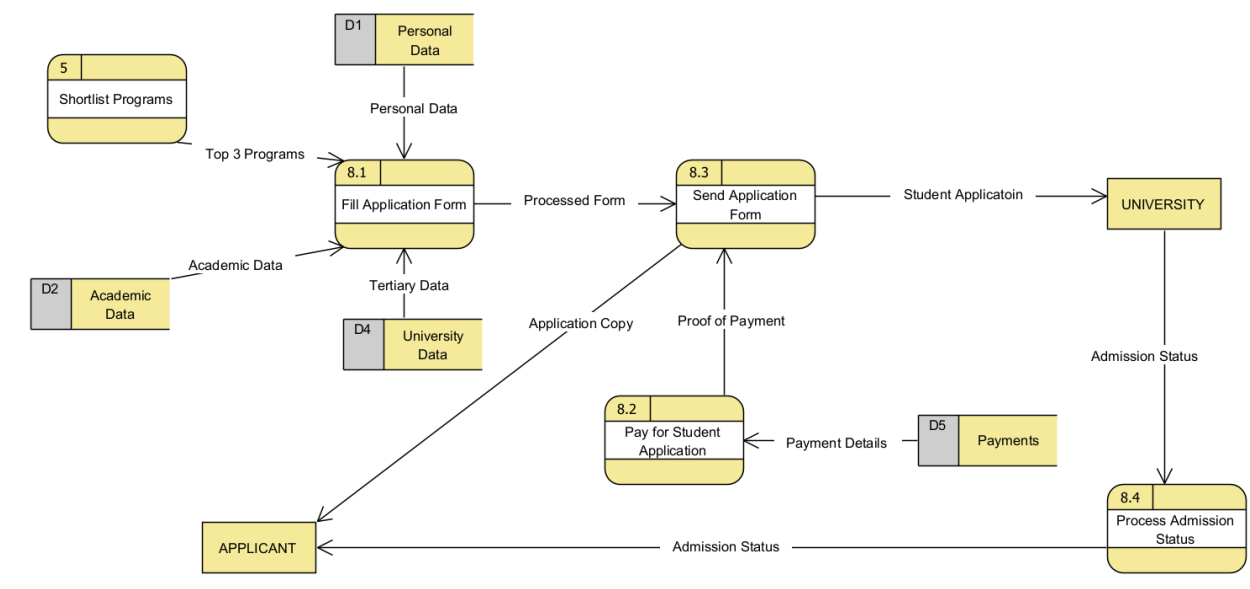 D1
Personal
Data
5
Shortlist Programs
Personal Data
Top 3 Programs
8.1
Fill Application Form
Processed Form
8.3
Send Application
Form
Student Applicatoin
UNIVERSITY
Academic Data
D2
Academic
Data
Tertiary Data
D4
University
Data
Application Copy
Proof of Payment
Admission Status
8.2
Pay for Student
Application
Payment Details
D5
Payments
8.4
Process Admission
Status
APPLICANT
Admission Status